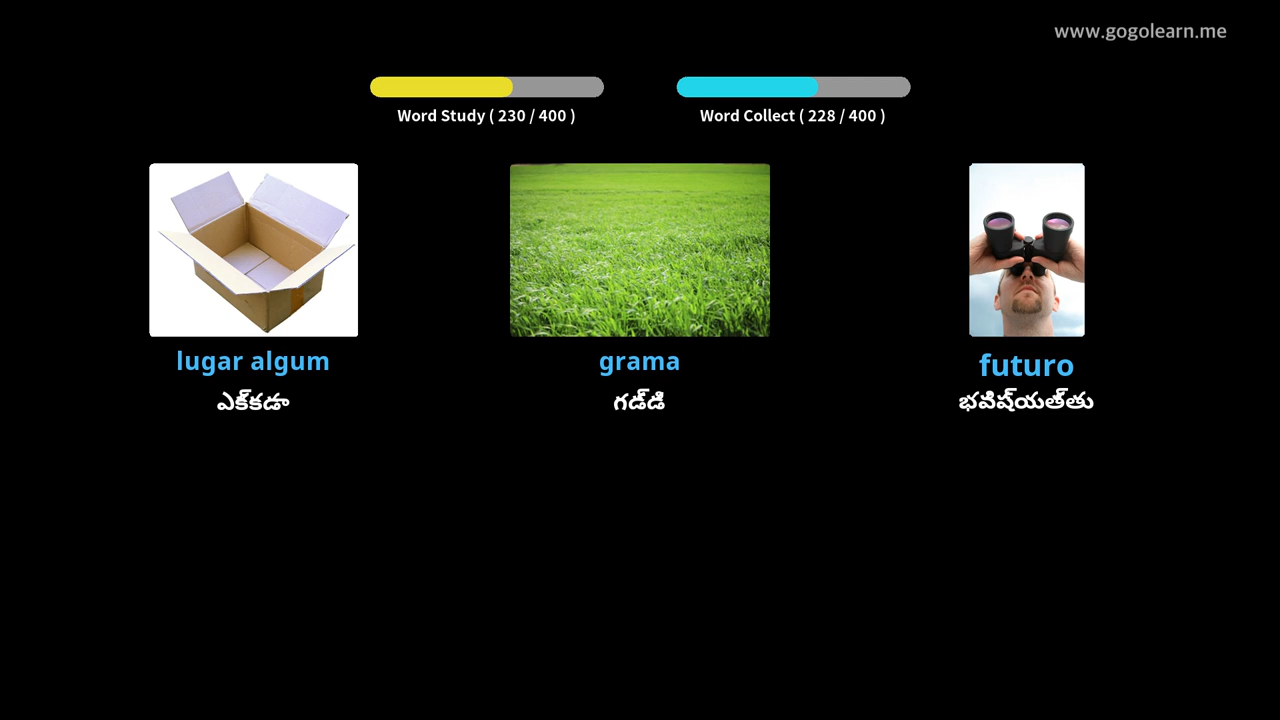 www.gogolearn.me
Word Study ( 230 / 400 )
Word Collect ( 228 / 400 )
lugar algum
grama
futuro
ఎక్కడా
గడ్డి
భవిష్యత్తు